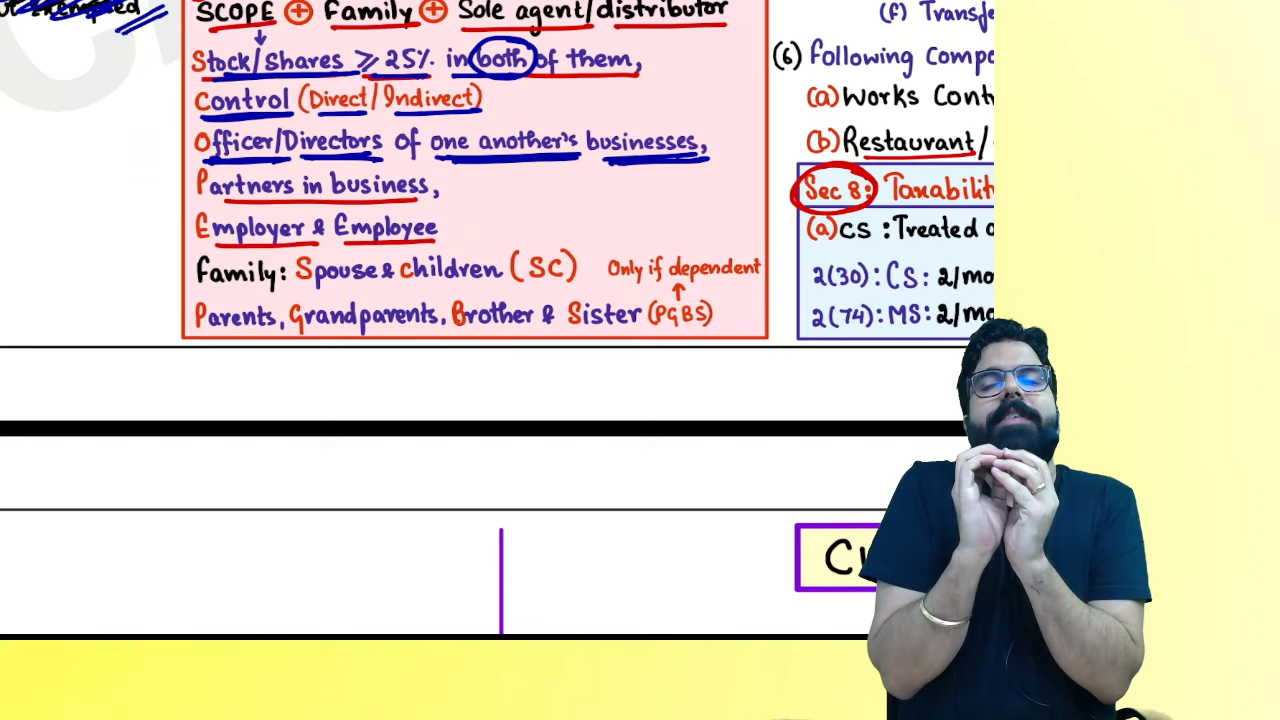 SCOPE ⊕ Family ⊕ Sole agent/distributor
Stock/Shares ≥ 25% in both of them,
Control (Direct/Indirect)
Officer/Directors of one another's businesses,
Partners in business,
Employer & Employee
Family: Spouse & Children (SC) Only if dependent
Parents, Grandparents, Brother & Sister (PGBS)
(f) Transfe
(6) Following Compo
(a) Works Cont
(b) Restaurant/
Sec 8: Taxabilit
(a) CS : Treated
2(30): CS: 2/mo
2(74): MS: 2/mo